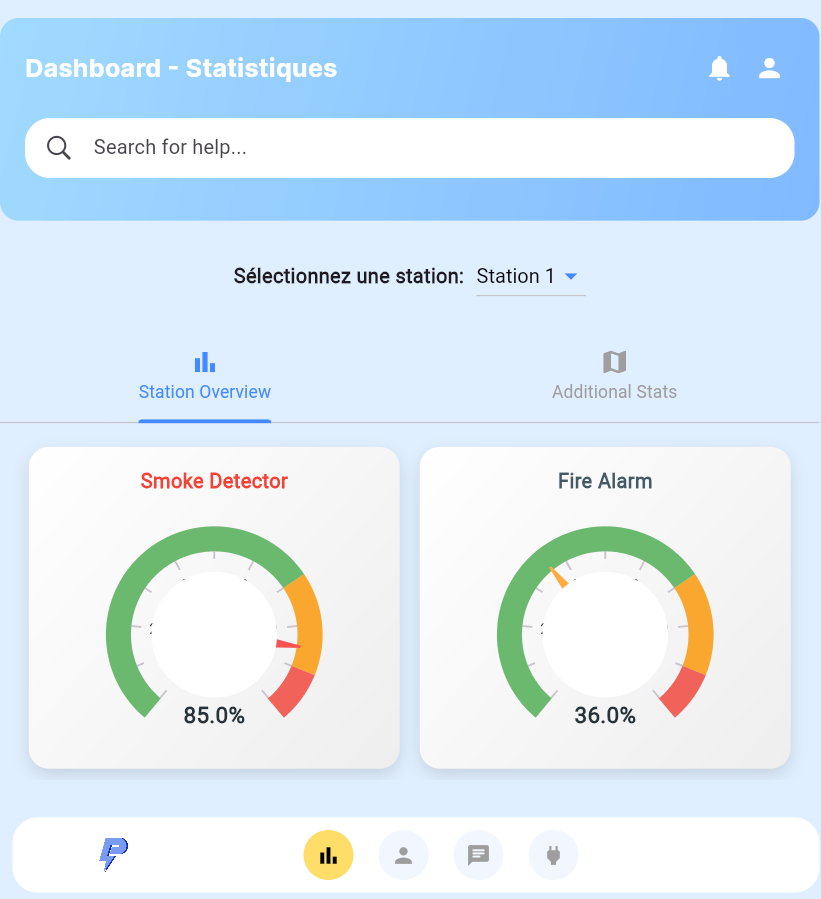 Dashboard - Statistiques
Search for help...
Sélectionnez une station: Station 1
Station Overview
Additional Stats
Smoke Detector
Fire Alarm
85.0%
36.0%